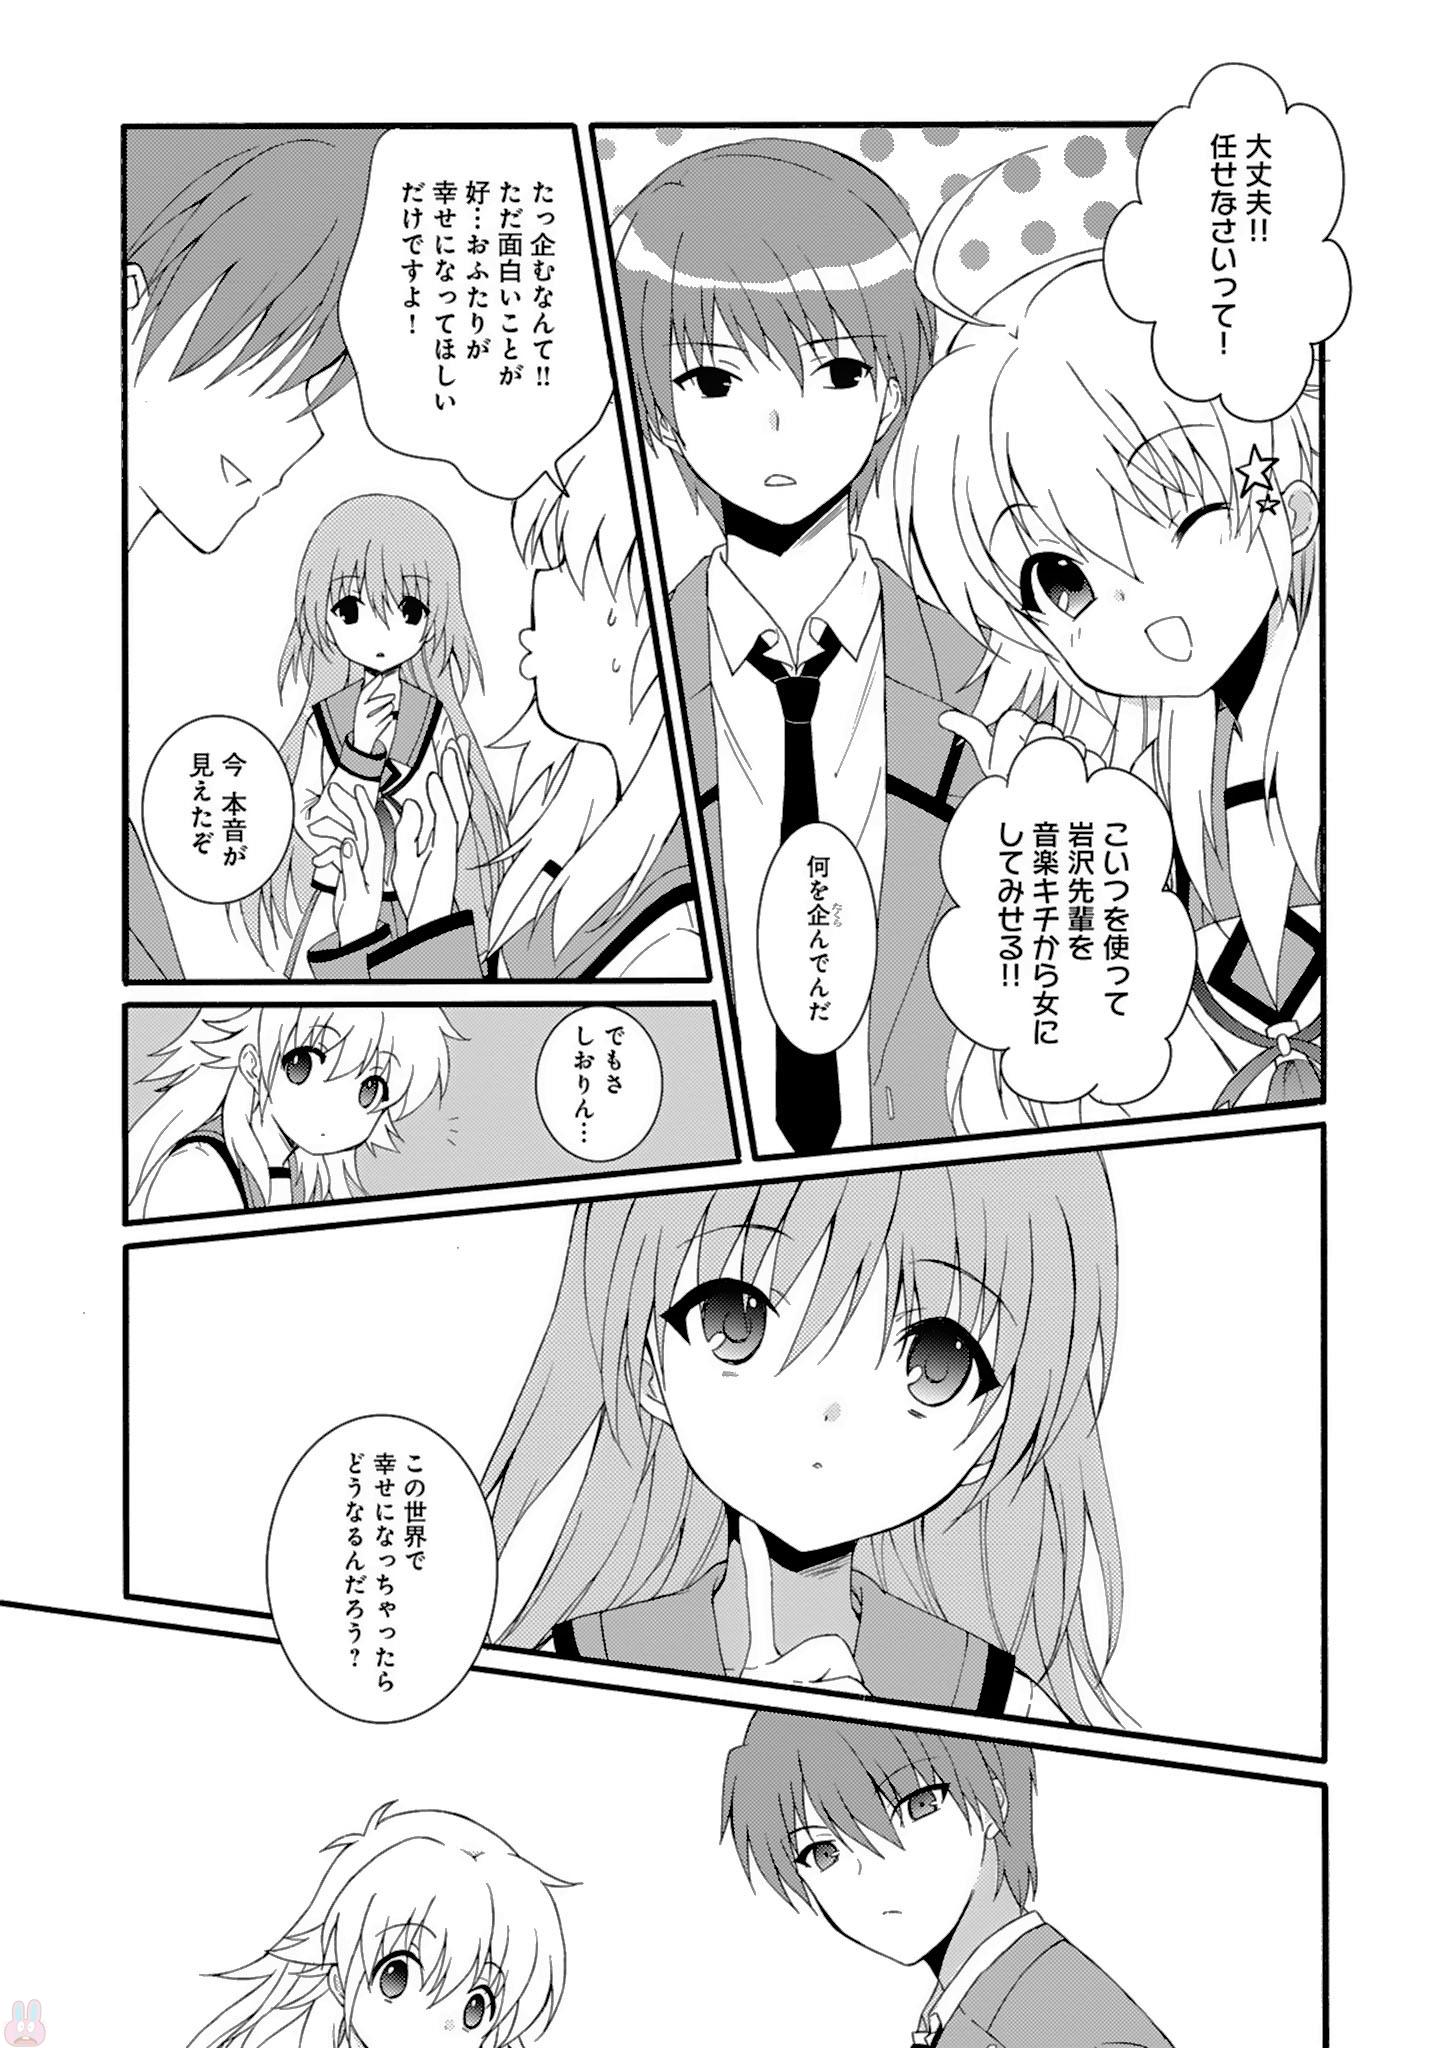 大丈夫!!
任せなさいって！
こいつを使って
岩沢先輩を
音楽キチから女に
してみせる!!
何を企んでんだ
たくら
たっ企むなんて!!
ただ面白いことが
好…おふたりが
幸せになってほしい
だけですよ！
今 本音が
見えたぞ
でもさ
しおりん…
この世界で
幸せになっちゃったら
どうなるんだろう？